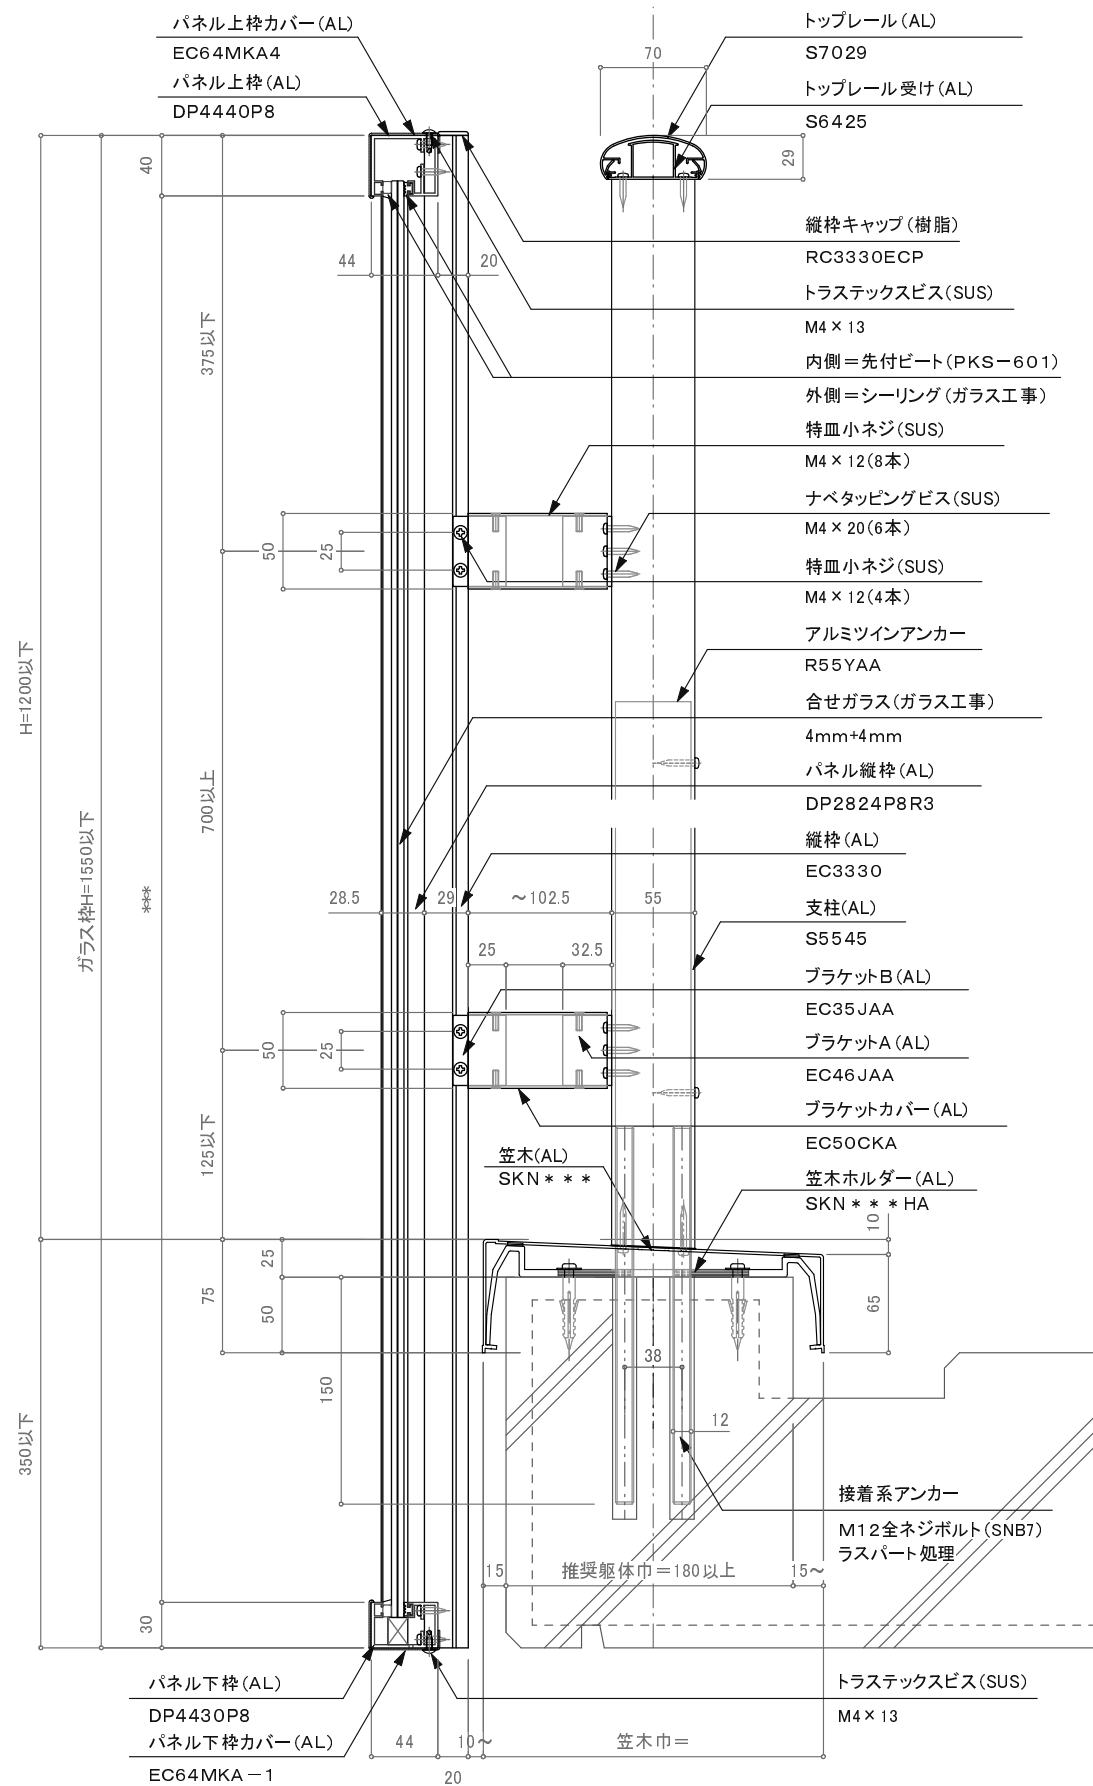 パネル上枠カバー(AL)
EC64MKA4
パネル上枠(AL)
DP4440P8
トップレール(AL)
S7029
トップレール受け(AL)
S6425
70
29
40
44
20
縦枠キャップ(樹脂)
RC3330ECP
トラステックスビス(SUS)
M4×13
内側=先付ビート(PKS-601)
外側=シーリング(ガラス工事)
特皿小ネジ(SUS)
M4×12(8本)
ナベタッピングビス(SUS)
M4×20(6本)
特皿小ネジ(SUS)
M4×12(4本)
アルミツインアンカー
R55YAA
合せガラス(ガラス工事)
4mm+4mm
パネル縦枠(AL)
DP2824P8R3
縦枠(AL)
EC3330
支柱(AL)
S5545
ブラケットB(AL)
EC35JAA
ブラケットA(AL)
EC46JAA
ブラケットカバー(AL)
EC50CKA
笠木ホルダー(AL)
SKN***HA
笠木(AL)
SKN***
375以下
50
25
H=1200以下
700以上
ガラス枠H=1550以下
***
28.5
29
~102.5
55
25
32.5
50
25
125以下
10
25
75
50
65
38
150
12
350以下
接着系アンカー
M12全ネジボルト(SNB7)
ラスパート処理
15
推奨躯体巾=180以上
15~
30
パネル下枠(AL)
DP4430P8
パネル下枠カバー(AL)
EC64MKA-1
トラステックスビス(SUS)
M4×13
44
10~
笠木巾=
20